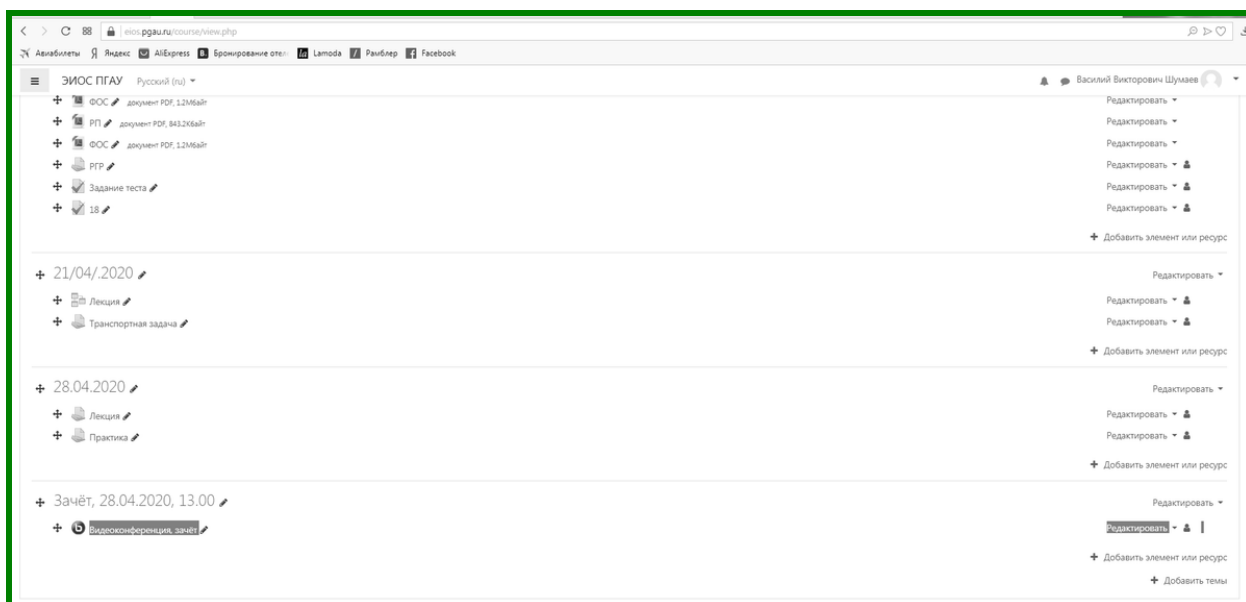 eios.pgau.ru/course/view.php
Авиабилеты Яндекс AliExpress Бронирование отел Lamoda Рамблер Facebook
ЭИОС ПГАУ Русский (ru) Василий Викторович Шумаев
ФОС документ PDF, 1.2Мбайт Редактировать
РП документ PDF, 843.2Кбайт Редактировать
ФОС документ PDF, 1.2Мбайт Редактировать
РГР Редактировать
Задание теста Редактировать
18 Редактировать
+ Добавить элемент или ресурс
21/04/.2020 Редактировать
Лекция Редактировать
Транспортная задача Редактировать
+ Добавить элемент или ресурс
28.04.2020 Редактировать
Лекция Редактировать
Практика Редактировать
+ Добавить элемент или ресурс
Зачёт, 28.04.2020, 13.00 Редактировать
Видеоконференция, зачёт Редактировать
+ Добавить элемент или ресурс
+ Добавить темы